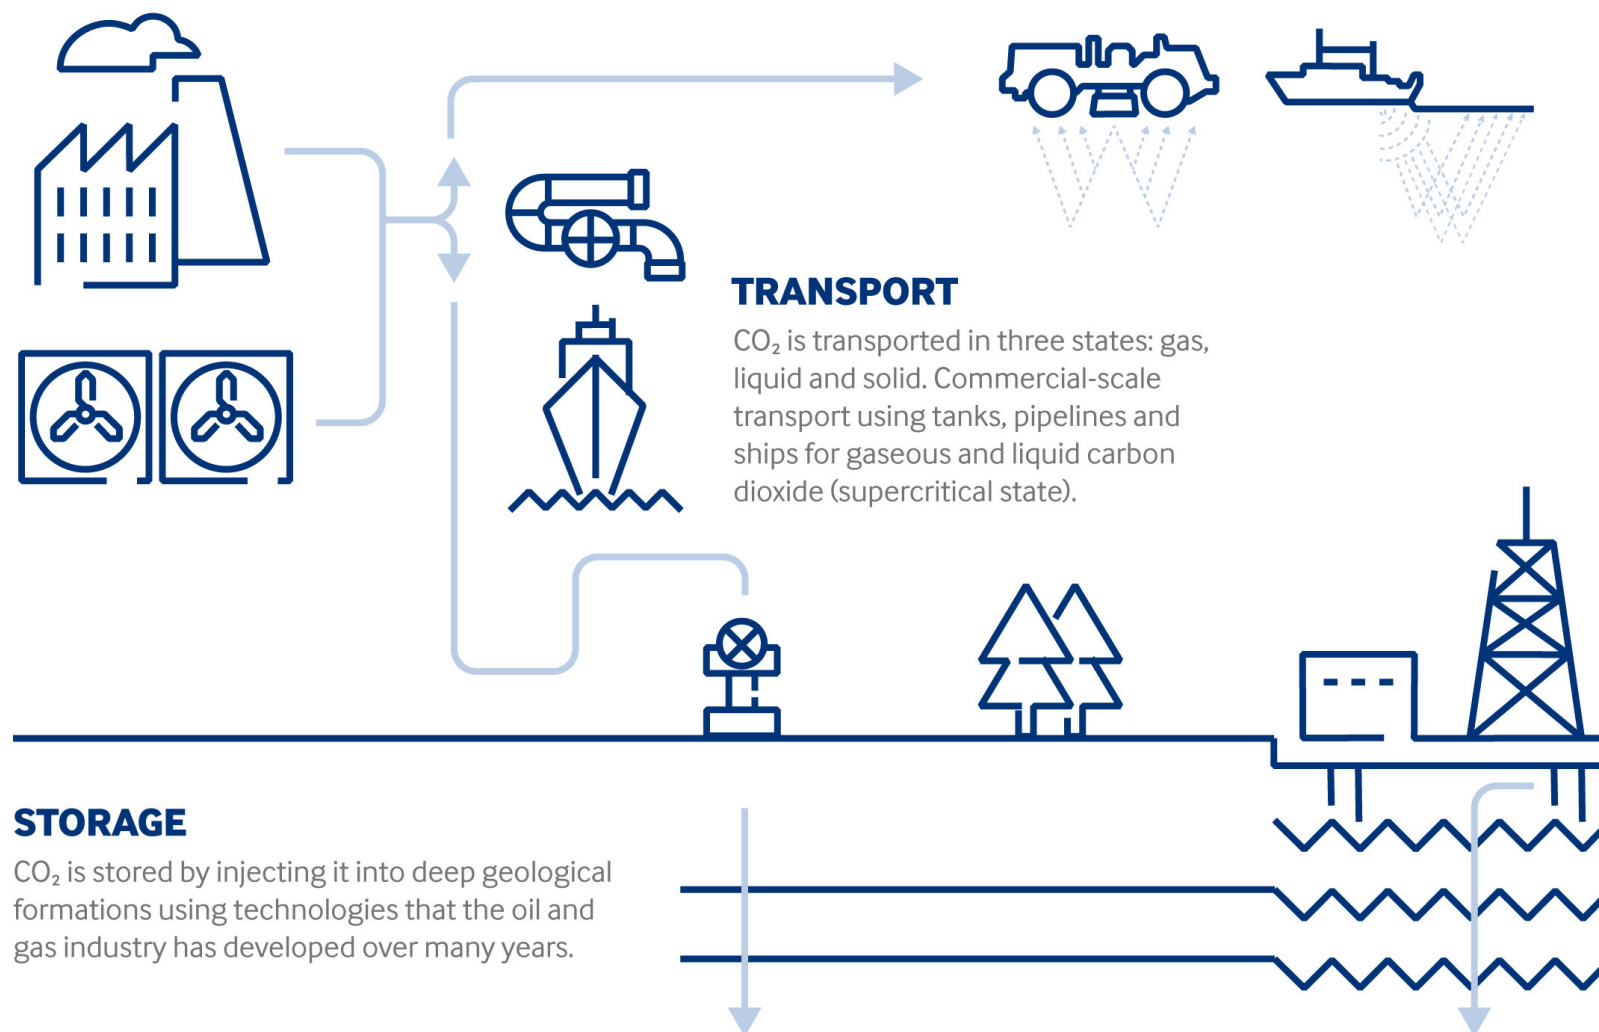 TRANSPORT
CO₂ is transported in three states: gas,
liquid and solid. Commercial-scale
transport using tanks, pipelines and
ships for gaseous and liquid carbon
dioxide (supercritical state).
STORAGE
CO₂ is stored by injecting it into deep geological
formations using technologies that the oil and
gas industry has developed over many years.